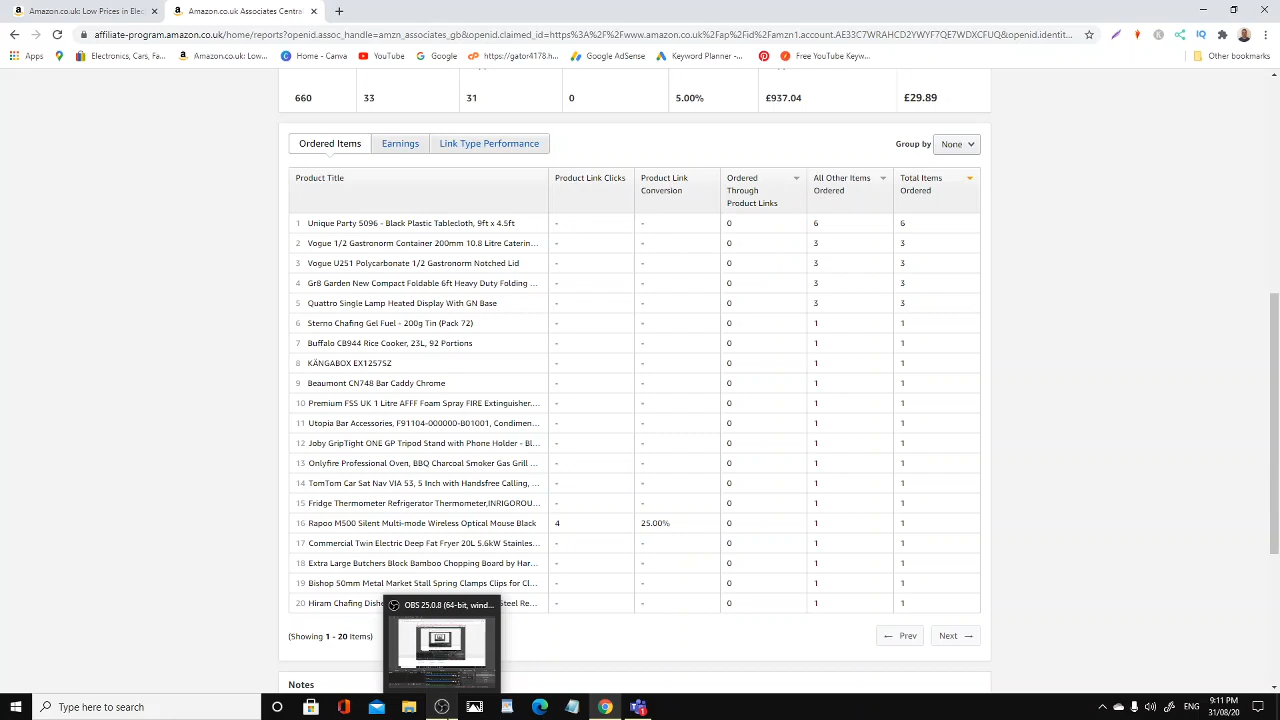 Amazon.co.uk: Low Prices in Elec
Amazon.co.uk Associates Centra
affiliate-program.amazon.co.uk/home/reports?openid.assoc_handle=amzn_associates_gb&openid.claimed_id=https%3A%2F%2Fwww.amazon.co.uk%2Fap%2Fid%2Famzn1.account.AE33C7WRAHCD2YWYF7QE7WDXCFUQ&openid.identit...
Apps
Electronics, Cars, Fa...
Amazon.co.uk: Low...
Home - Canva
YouTube
Google
https://gator4178.h...
Google AdSense
Keyword Planner -...
Free YouTube Keyw...
Other bookmarks
660 33 31 0 5.00% £937.04 £29.89
Ordered Items Earnings Link Type Performance Group by None
Product Title Product Link Clicks Product Link Conversion Ordered Through Product Links All Other Items Ordered Total Items Ordered
1 Unique Party 5096 - Black Plastic Tablecloth, 9ft x 4.5ft - - 0 6 6
2 Vogue 1/2 Gastronorm Container 200mm 10.8 Litre Caterin... - - 0 3 3
3 Vogue U251 Polycarbonate 1/2 Gastronorm Notched Lid - - 0 3 3
4 Gr8 Garden New Compact Foldable 6ft Heavy Duty Folding ... - - 0 3 3
5 Quattro Single Lamp Heated Display With GN Base - - 0 3 3
6 Sterno Chafing Gel Fuel - 200g Tin (Pack 72) - - 0 1 1
7 Buffalo CB944 Rice Cooker, 23L, 92 Portions - - 0 1 1
8 KÄNGABOX EX1257SZ - - 0 1 1
9 Beaumont CN748 Bar Caddy Chrome - - 0 1 1
10 Premium FSS UK 1 Litre AFFF Foam Spray FIRE Extinguisher.... - - 0 1 1
11 Utopia Bar Accessories, F91104-000000-B01001, Condimen... - - 0 1 1
12 Joby GripTight ONE GP Tripod Stand with Phone Holder - Bl... - - 0 1 1
13 Onlyfire Professional Oven, BBQ Charcoal Smoker Gas Grill ... - - 0 1 1
14 TomTom Car Sat Nav VIA 53, 5 Inch with Handsfree Calling, ... - - 0 1 1
15 Fridge Thermometer Refrigerator Thermometer,INRIGOROU... - - 0 1 1
16 Rapoo M500 Silent Multi-mode Wireless Optical Mouse Black 4 25.00% 0 1 1
17 Commercial Twin Electric Deep Fat Fryer 20L 5.6kW Stainles... - - 0 1 1
18 Extra Large Butchers Block Bamboo Chopping Board by Har... - - 0 1 1
19 Bishop 50mm Metal Market Stall Spring Clamps Clips for Cl... - - 0 1 1
20 Hiram Chafing Dish Steel Re... - - 0 1 1
OBS 25.0.8 (64-bit, wind...
(Showing 1 - 20 Items) ← Prev Next →
Notes
Type here to search
ENG
9:11 PM
31/08/20